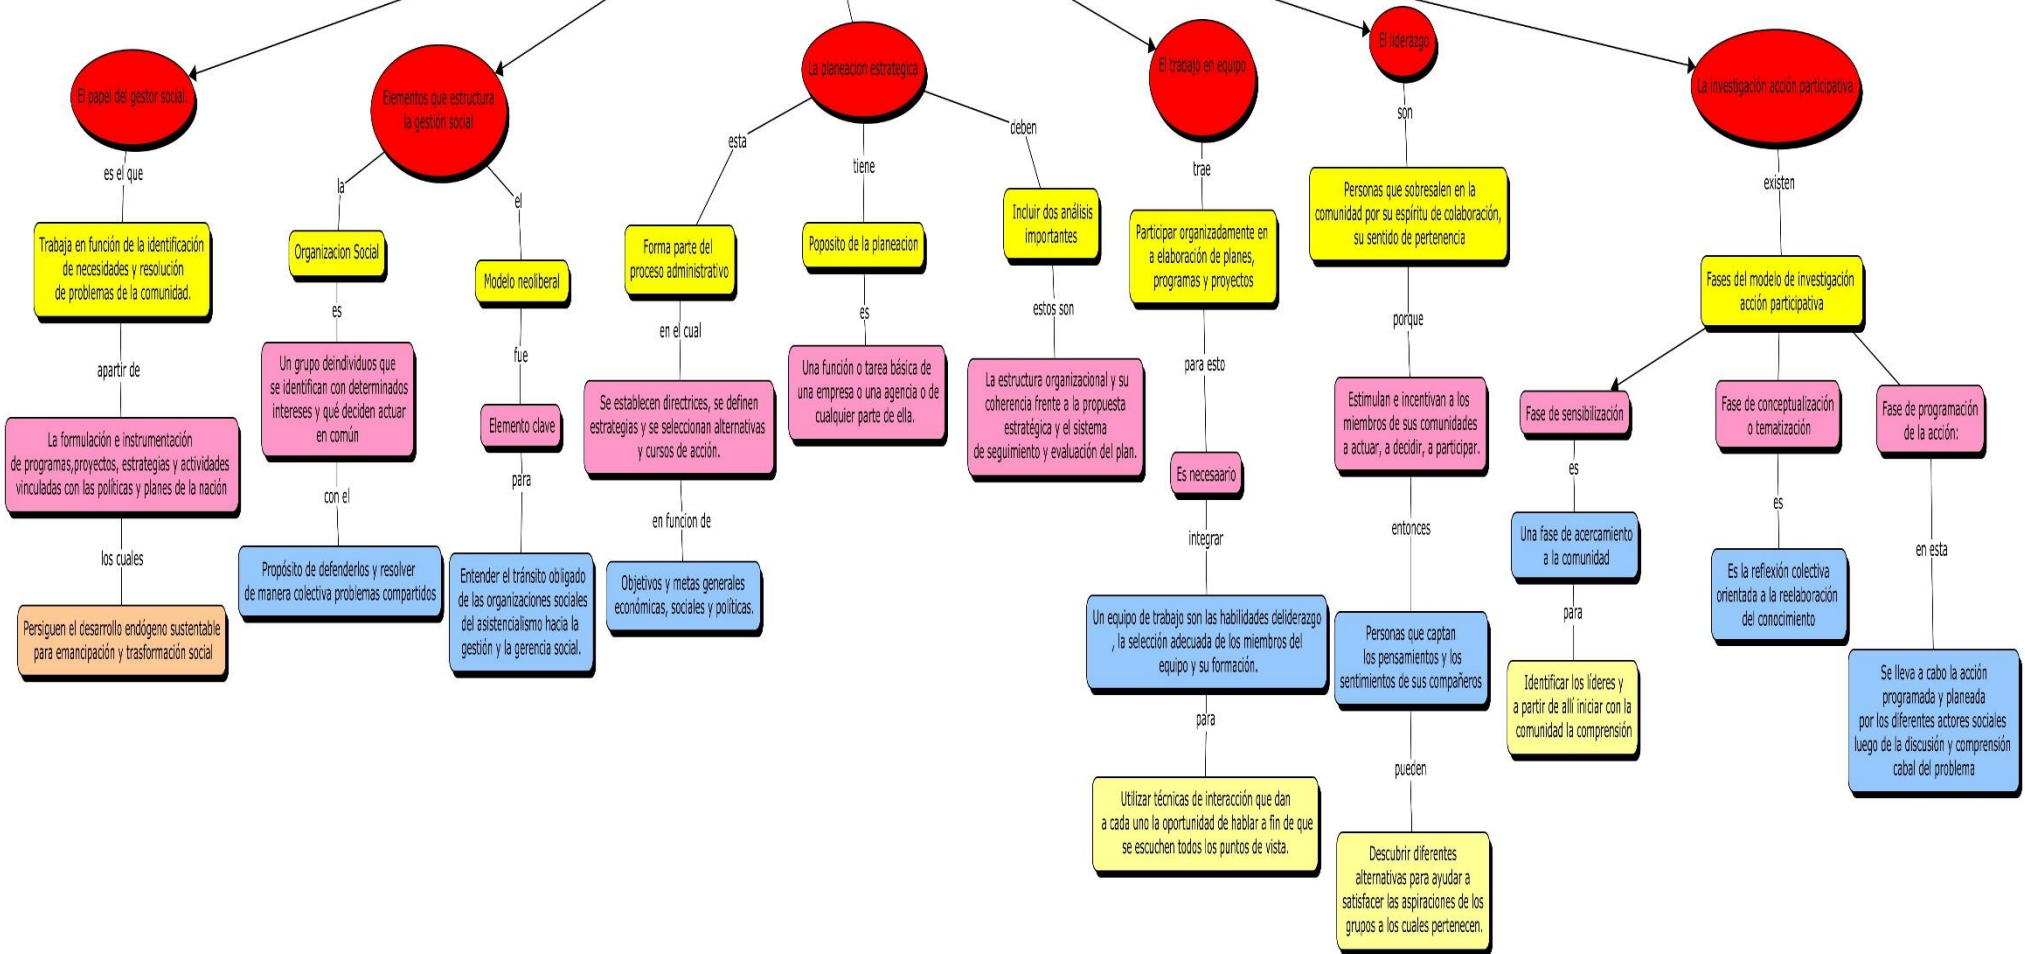 El papel del gestor social.
es el que
Trabaja en función de la identificación
de necesidades y resolución
de problemas de la comunidad.
apartir de
La formulación e instrumentación
de programas,proyectos, estrategias y actividades
vinculadas con las políticas y planes de la nación
los cuales
Persiguen el desarrollo endógeno sustentable
para emancipación y trasformación social
Elementos que estructura
la gestión social
la
Organizacion Social
es
Un grupo deindividuos que
se identifican con determinados
intereses y qué deciden actuar
en común
con el
Propósito de defenderlos y resolver
de manera colectiva problemas compartidos
el
Modelo neoliberal
fue
Elemento clave
para
Entender el tránsito obligado
de las organizaciones sociales
del asistencialismo hacia la
gestión y la gerencia social.
La planeacion estrategica
esta
Forma parte del
proceso administrativo
en el cual
Se establecen directrices, se definen
estrategias y se seleccionan alternativas
y cursos de acción.
en funcion de
Objetivos y metas generales
económicas, sociales y políticas.
tiene
Poposito de la planeacion
es
Una función o tarea básica de
una empresa o una agencia o de
cualquier parte de ella.
deben
Incluir dos análisis
importantes
estos son
La estructura organizacional y su
coherencia frente a la propuesta
estratégica y el sistema
de seguimiento y evaluación del plan.
El trabajo en equipo
trae
Participar organizadamente en
a elaboración de planes,
programas y proyectos
para esto
Es necesaario
integrar
Un equipo de trabajo son las habilidades deliderazgo
, la selección adecuada de los miembros del
equipo y su formación.
para
Utilizar técnicas de interacción que dan
a cada uno la oportunidad de hablar a fin de que
se escuchen todos los puntos de vista.
El liderazgo
son
Personas que sobresalen en la
comunidad por su espíritu de colaboración,
su sentido de pertenencia
porque
Estimulan e incentivan a los
miembros de sus comunidades
a actuar, a decidir, a participar.
entonces
Personas que captan
los pensamientos y los
sentimientos de sus compañeros
pueden
Descubrir diferentes
alternativas para ayudar a
satisfacer las aspiraciones de los
grupos a los cuales pertenecen.
La investigación acción participativa
existen
Fases del modelo de investigación
acción participativa
Fase de sensibilización
es
Una fase de acercamiento
a la comunidad
para
Identificar los líderes y
a partir de allí iniciar con la
comunidad la comprensión
Fase de conceptualización
o tematización
es
Es la reflexión colectiva
orientada a la reelaboración
del conocimiento
Fase de programación
de la acción:
en esta
Se lleva a cabo la acción
programada y planeada
por los diferentes actores sociales
luego de la discusión y comprensión
cabal del problema